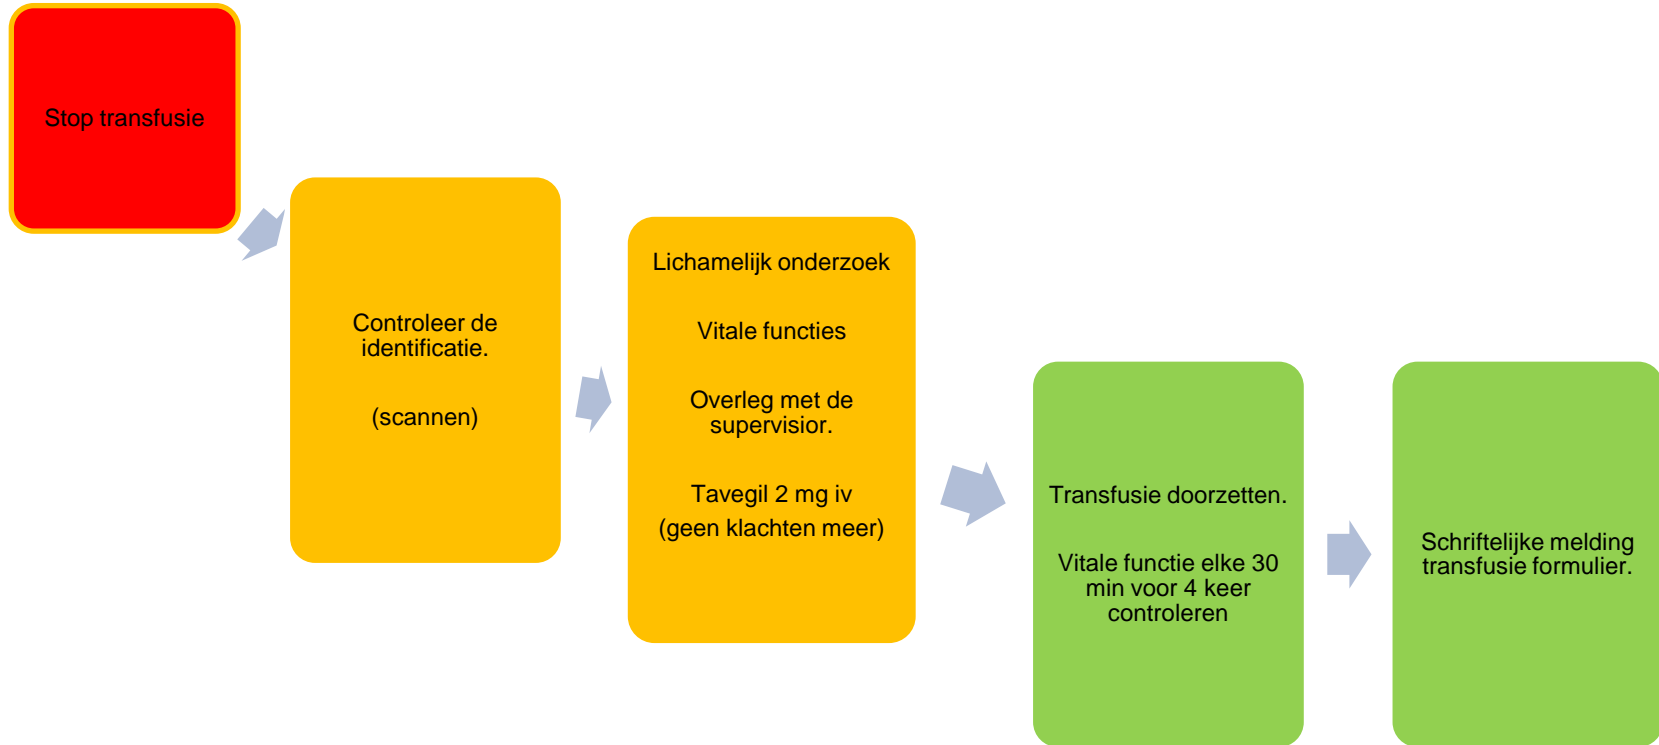 Stop transfusie
Controleer de
identificatie.
(scannen)
Lichamelijk onderzoek
Vitale functies
Overleg met de
supervisior.
Tavegil 2 mg iv
(geen klachten meer)
Transfusie doorzetten.
Vitale functie elke 30
min voor 4 keer
controleren
Schriftelijke melding
transfusie formulier.